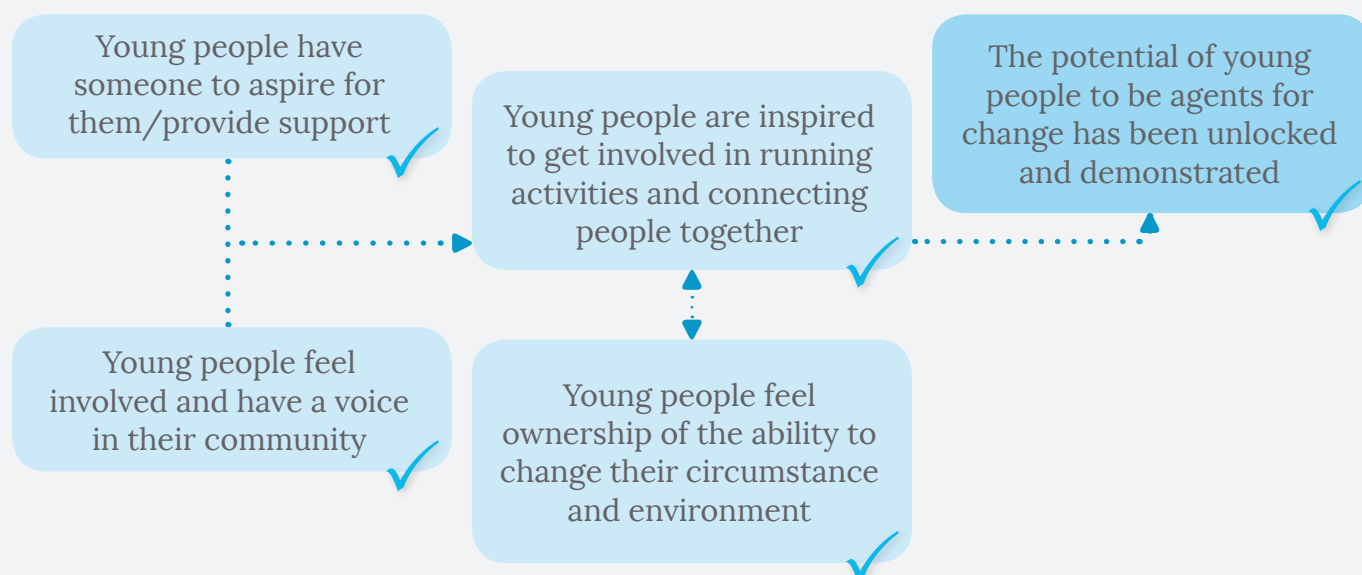 Young people have
someone to aspire for
them/provide support
Young people feel
involved and have a voice
in their community
Young people are inspired
to get involved in running
activities and connecting
people together
Young people feel
ownership of the ability to
change their circumstance
and environment
The potential of young
people to be agents for
change has been unlocked
and demonstrated